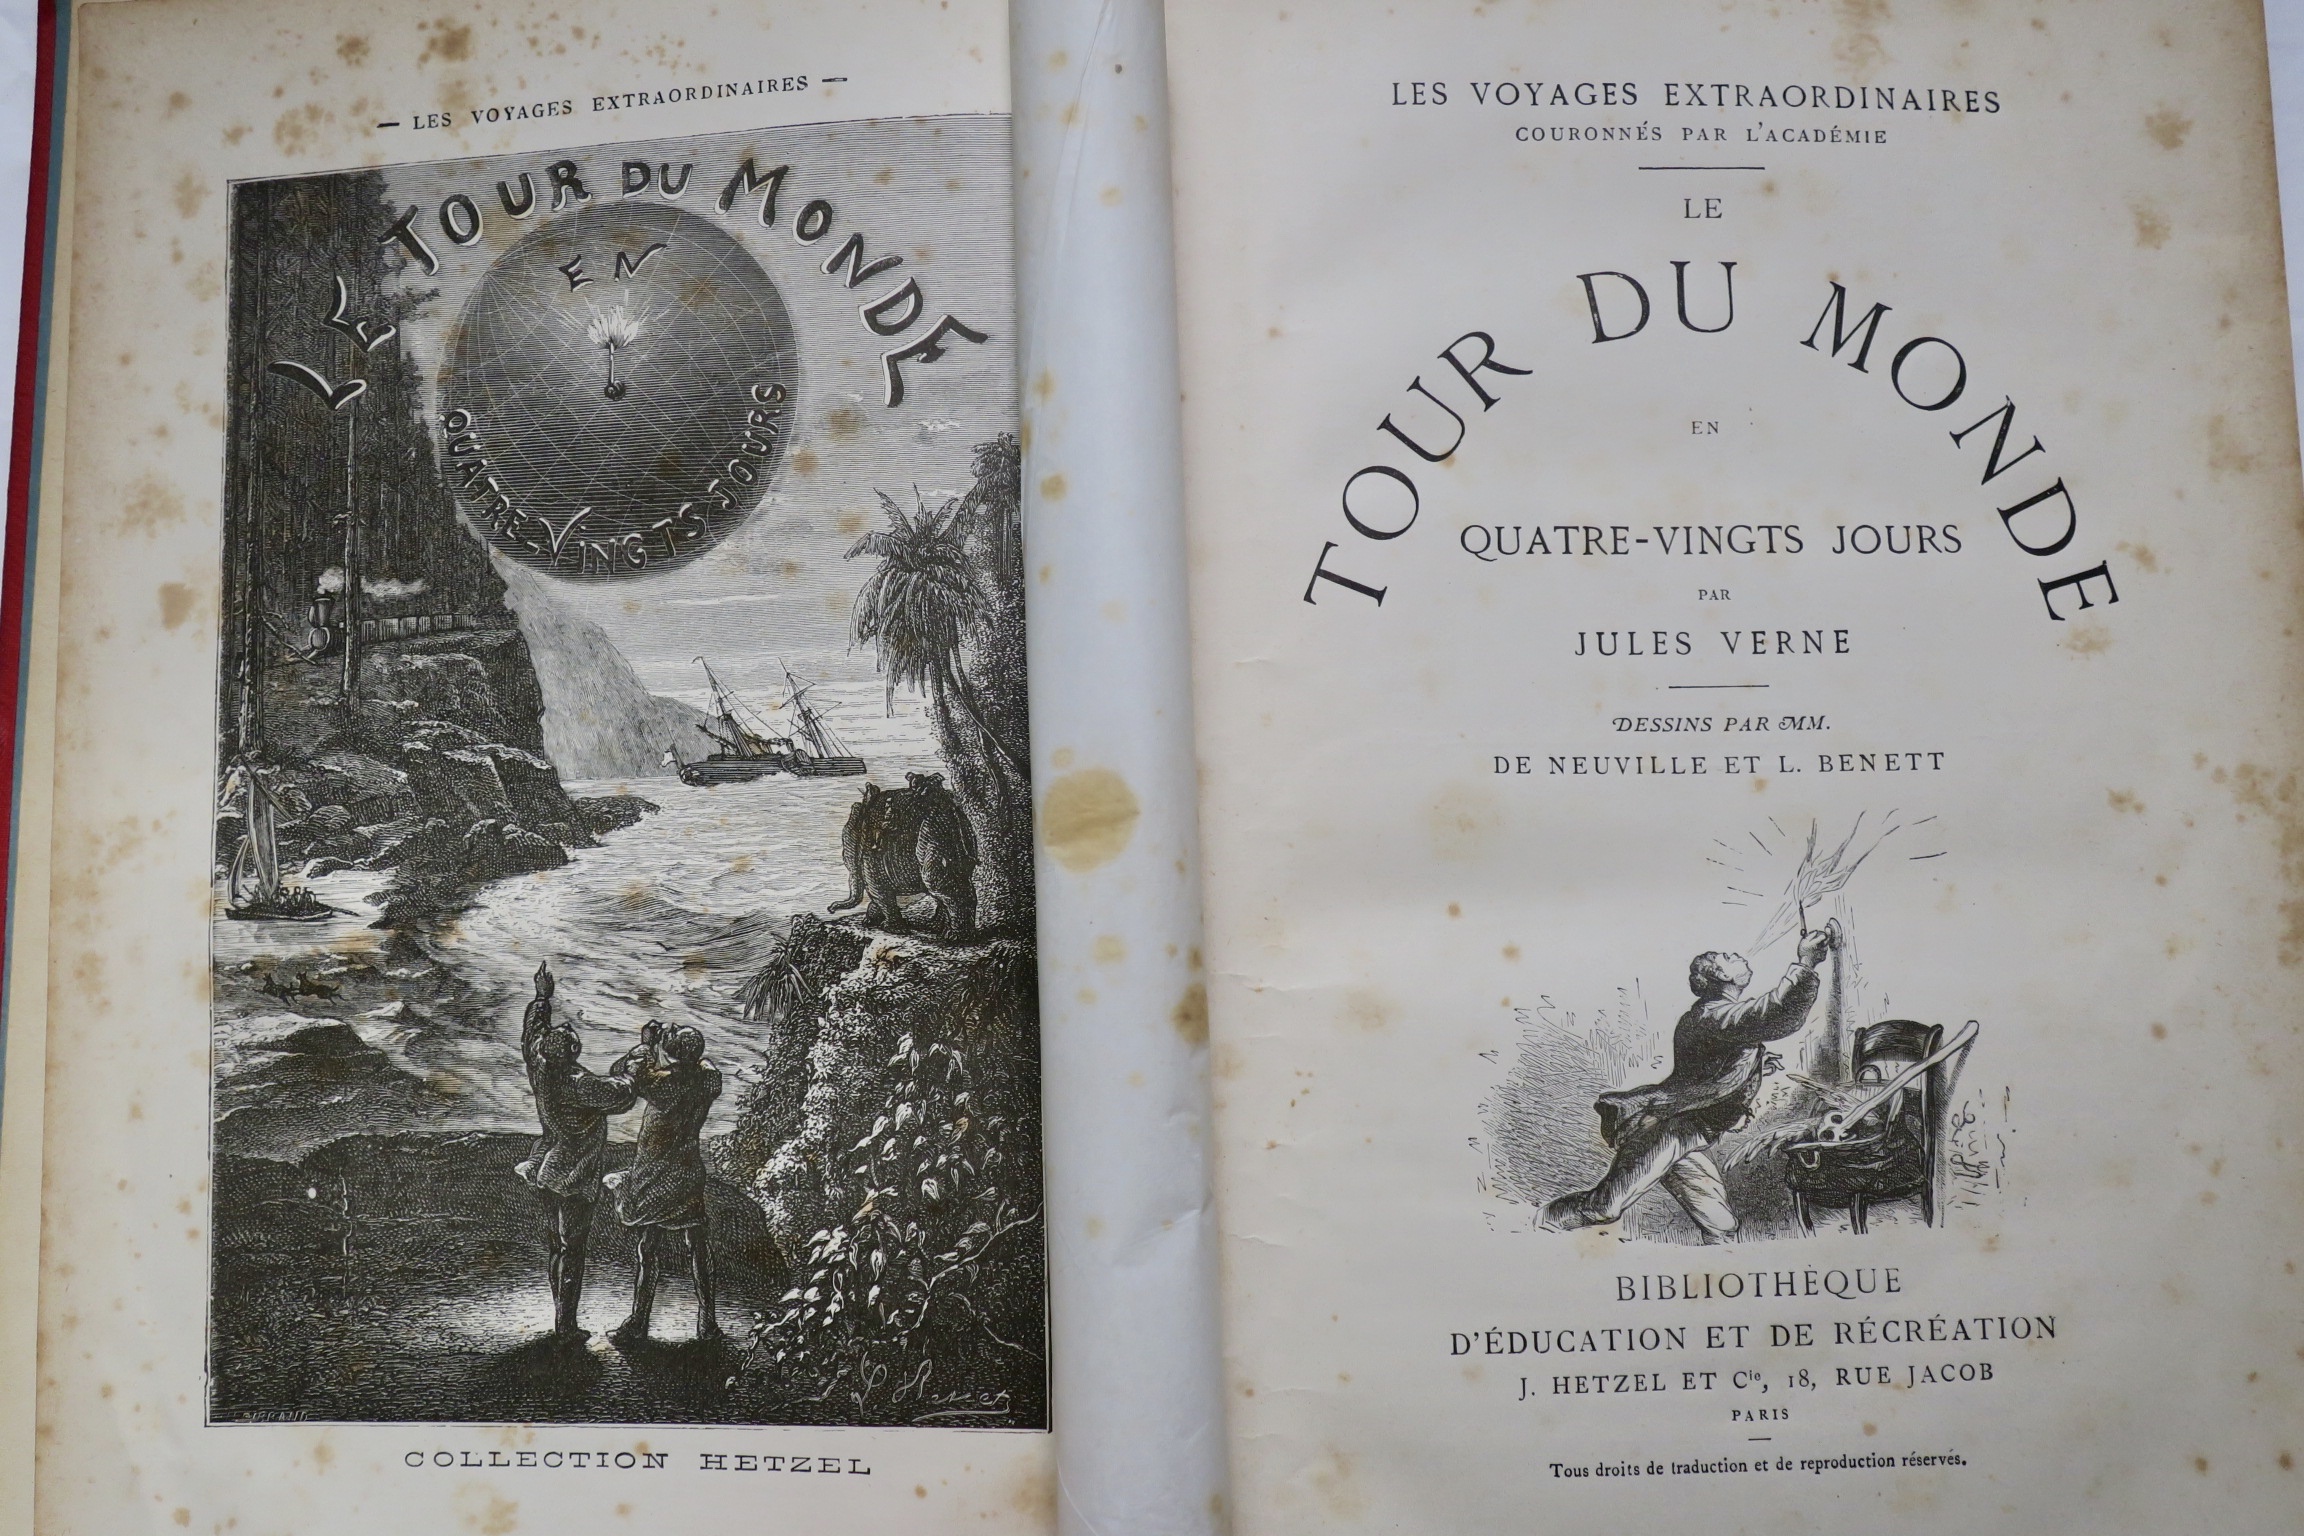 — LES VOYAGES EXTRAORDINAIRES —
LE TOUR DU MONDE
EN
QUATRE-VINGTS JOURS
L. Benett
COLLECTION HETZEL
LES VOYAGES EXTRAORDINAIRES
COURONNÉS PAR L'ACADÉMIE
LE
TOUR DU MONDE
EN
QUATRE-VINGTS JOURS
PAR
JULES VERNE
DESSINS PAR MM.
DE NEUVILLE ET L. BENETT
BIBLIOTHÈQUE
D'ÉDUCATION ET DE RÉCRÉATION
J. HETZEL ET Cie, 18, RUE JACOB
PARIS
Tous droits de traduction et de reproduction réservés.